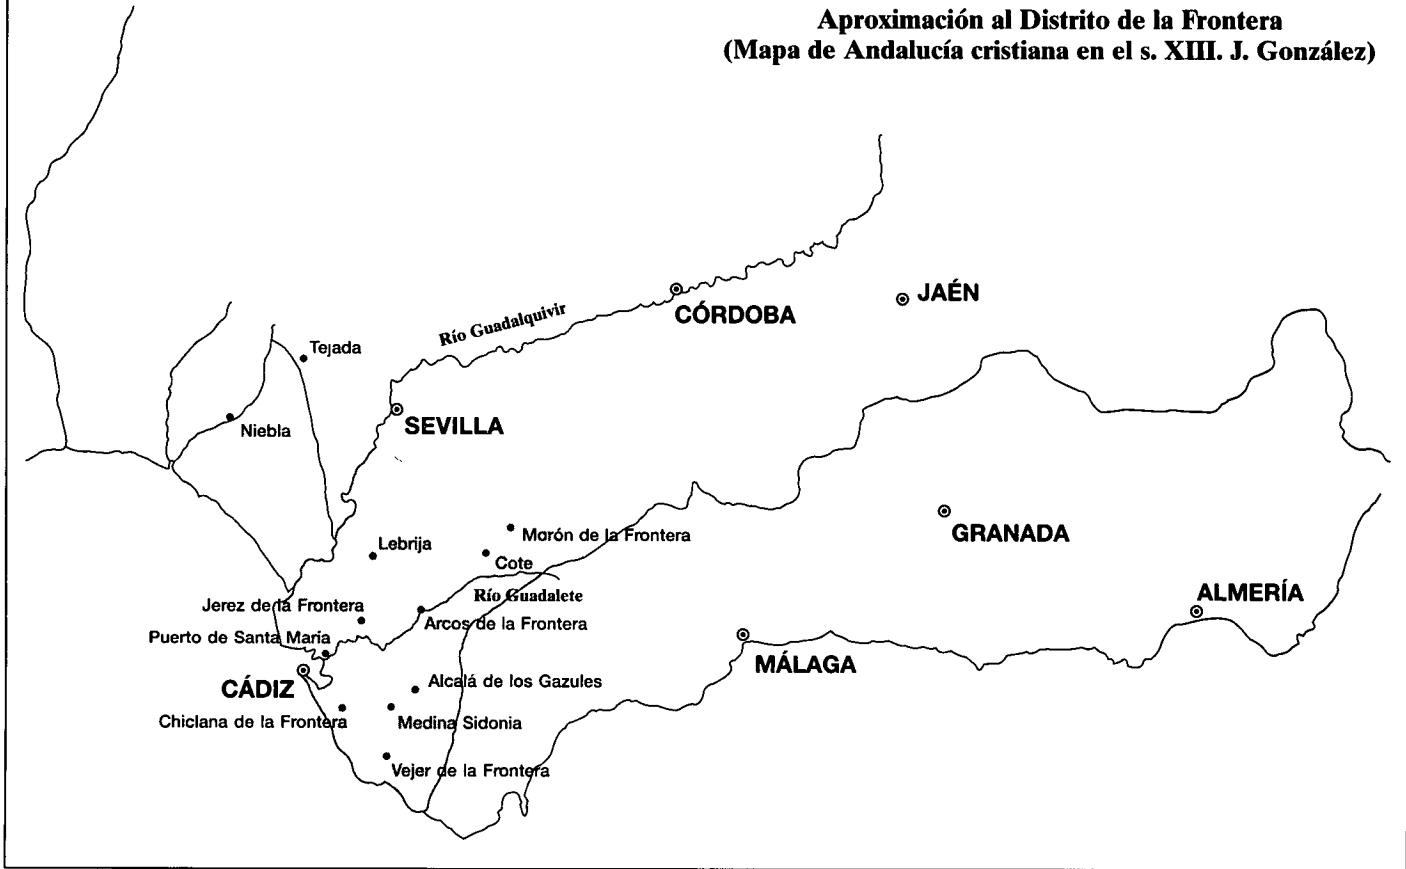 Aproximación al Distrito de la Frontera
(Mapa de Andalucía cristiana en el s. XIII. J. González)
CÓRDOBA
JAÉN
Río Guadalquivir
Tejada
SEVILLA
Niebla
Morón de la Frontera
GRANADA
Lebrija
Cote
Río Guadalete
ALMERÍA
Jerez de la Frontera
Arcos de la Frontera
Puerto de Santa Maria
MÁLAGA
CÁDIZ
Alcalá de los Gazules
Chiclana de la Frontera
Medina Sidonia
Vejer de la Frontera